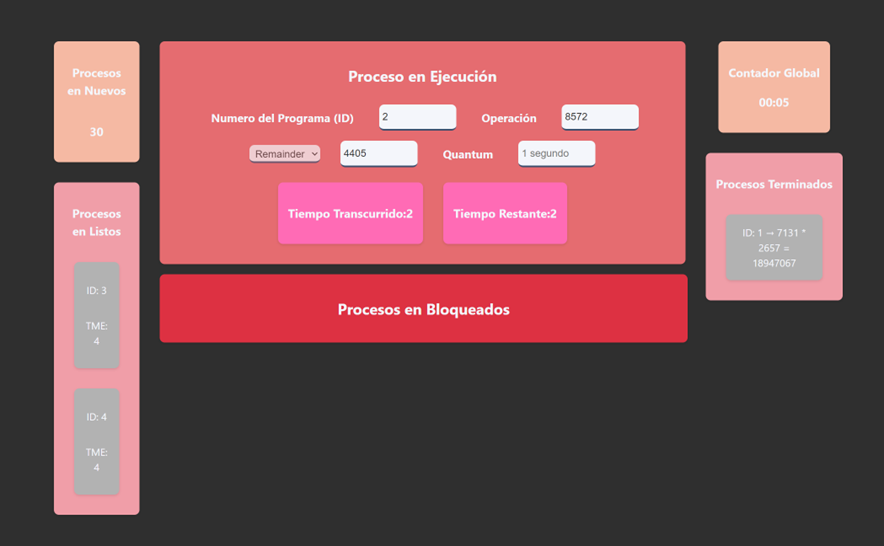 Procesos
en Nuevos
30
Procesos
en Listos
ID: 3
TME:
4
ID: 4
TME:
4
Proceso en Ejecución
Numero del Programa (ID) 2 Operación 8572
Remainder 4405 Quantum 1 segundo
Tiempo Transcurrido:2 Tiempo Restante:2
Procesos en Bloqueados
Contador Global
00:05
Procesos Terminados
ID: 1 → 7131 *
2657 =
18947067